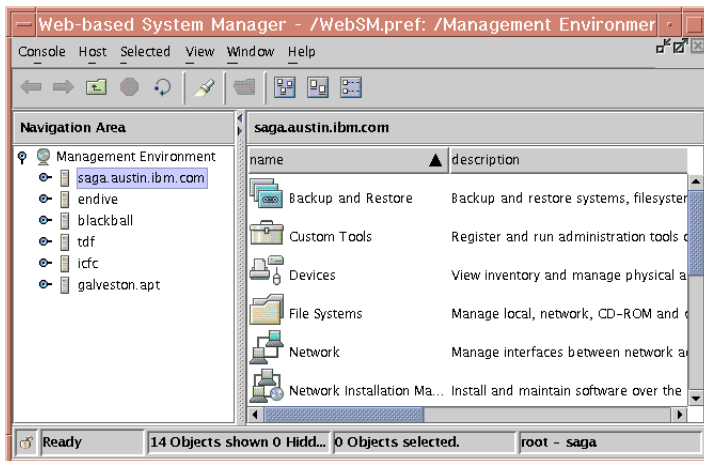 Web-based System Manager - /WebSM.pref: /Management Environmer
Console Host Selected View Window Help
Navigation Area
saga.austin.ibm.com
Management Environment
saga.austin.ibm.com
endive
blackball
tdf
icfc
galveston.apt
name description
Backup and Restore Backup and restore systems, filesyster
Custom Tools Register and run administration tools c
Devices View inventory and manage physical a
File Systems Manage local, network, CD-ROM and
Network Manage interfaces between network a
Network Installation Ma... Install and maintain software over the
Ready 14 Objects shown 0 Hidd... 0 Objects selected. root - saga